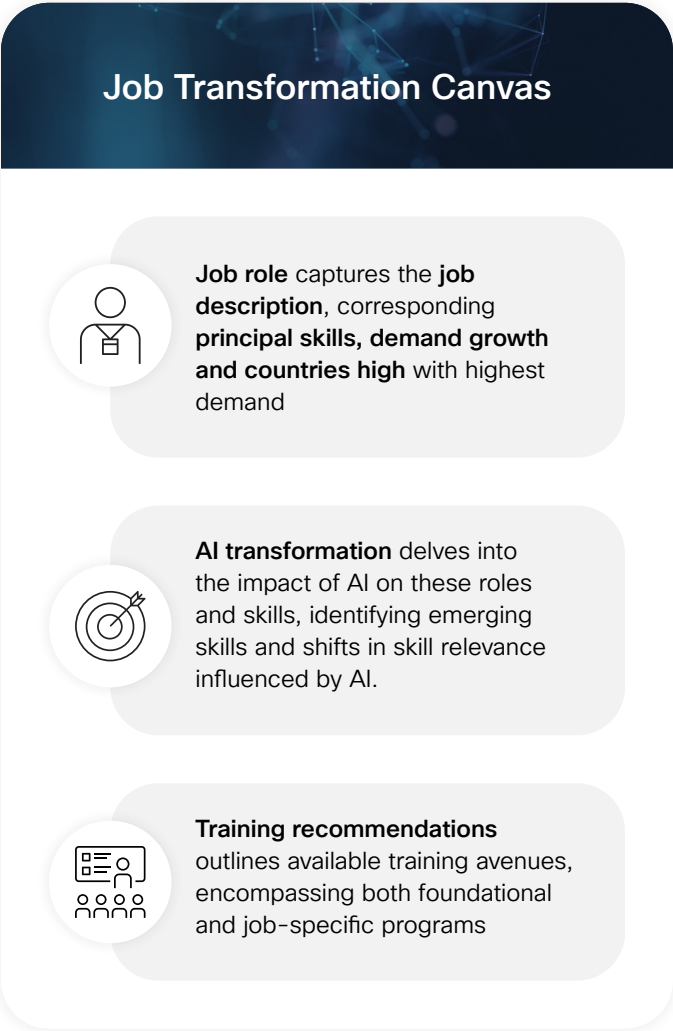 Job Transformation Canvas
Job role captures the job
description, corresponding
principal skills, demand growth
and countries high with highest
demand
AI transformation delves into
the impact of AI on these roles
and skills, identifying emerging
skills and shifts in skill relevance
influenced by AI.
Training recommendations
outlines available training avenues,
encompassing both foundational
and job-specific programs